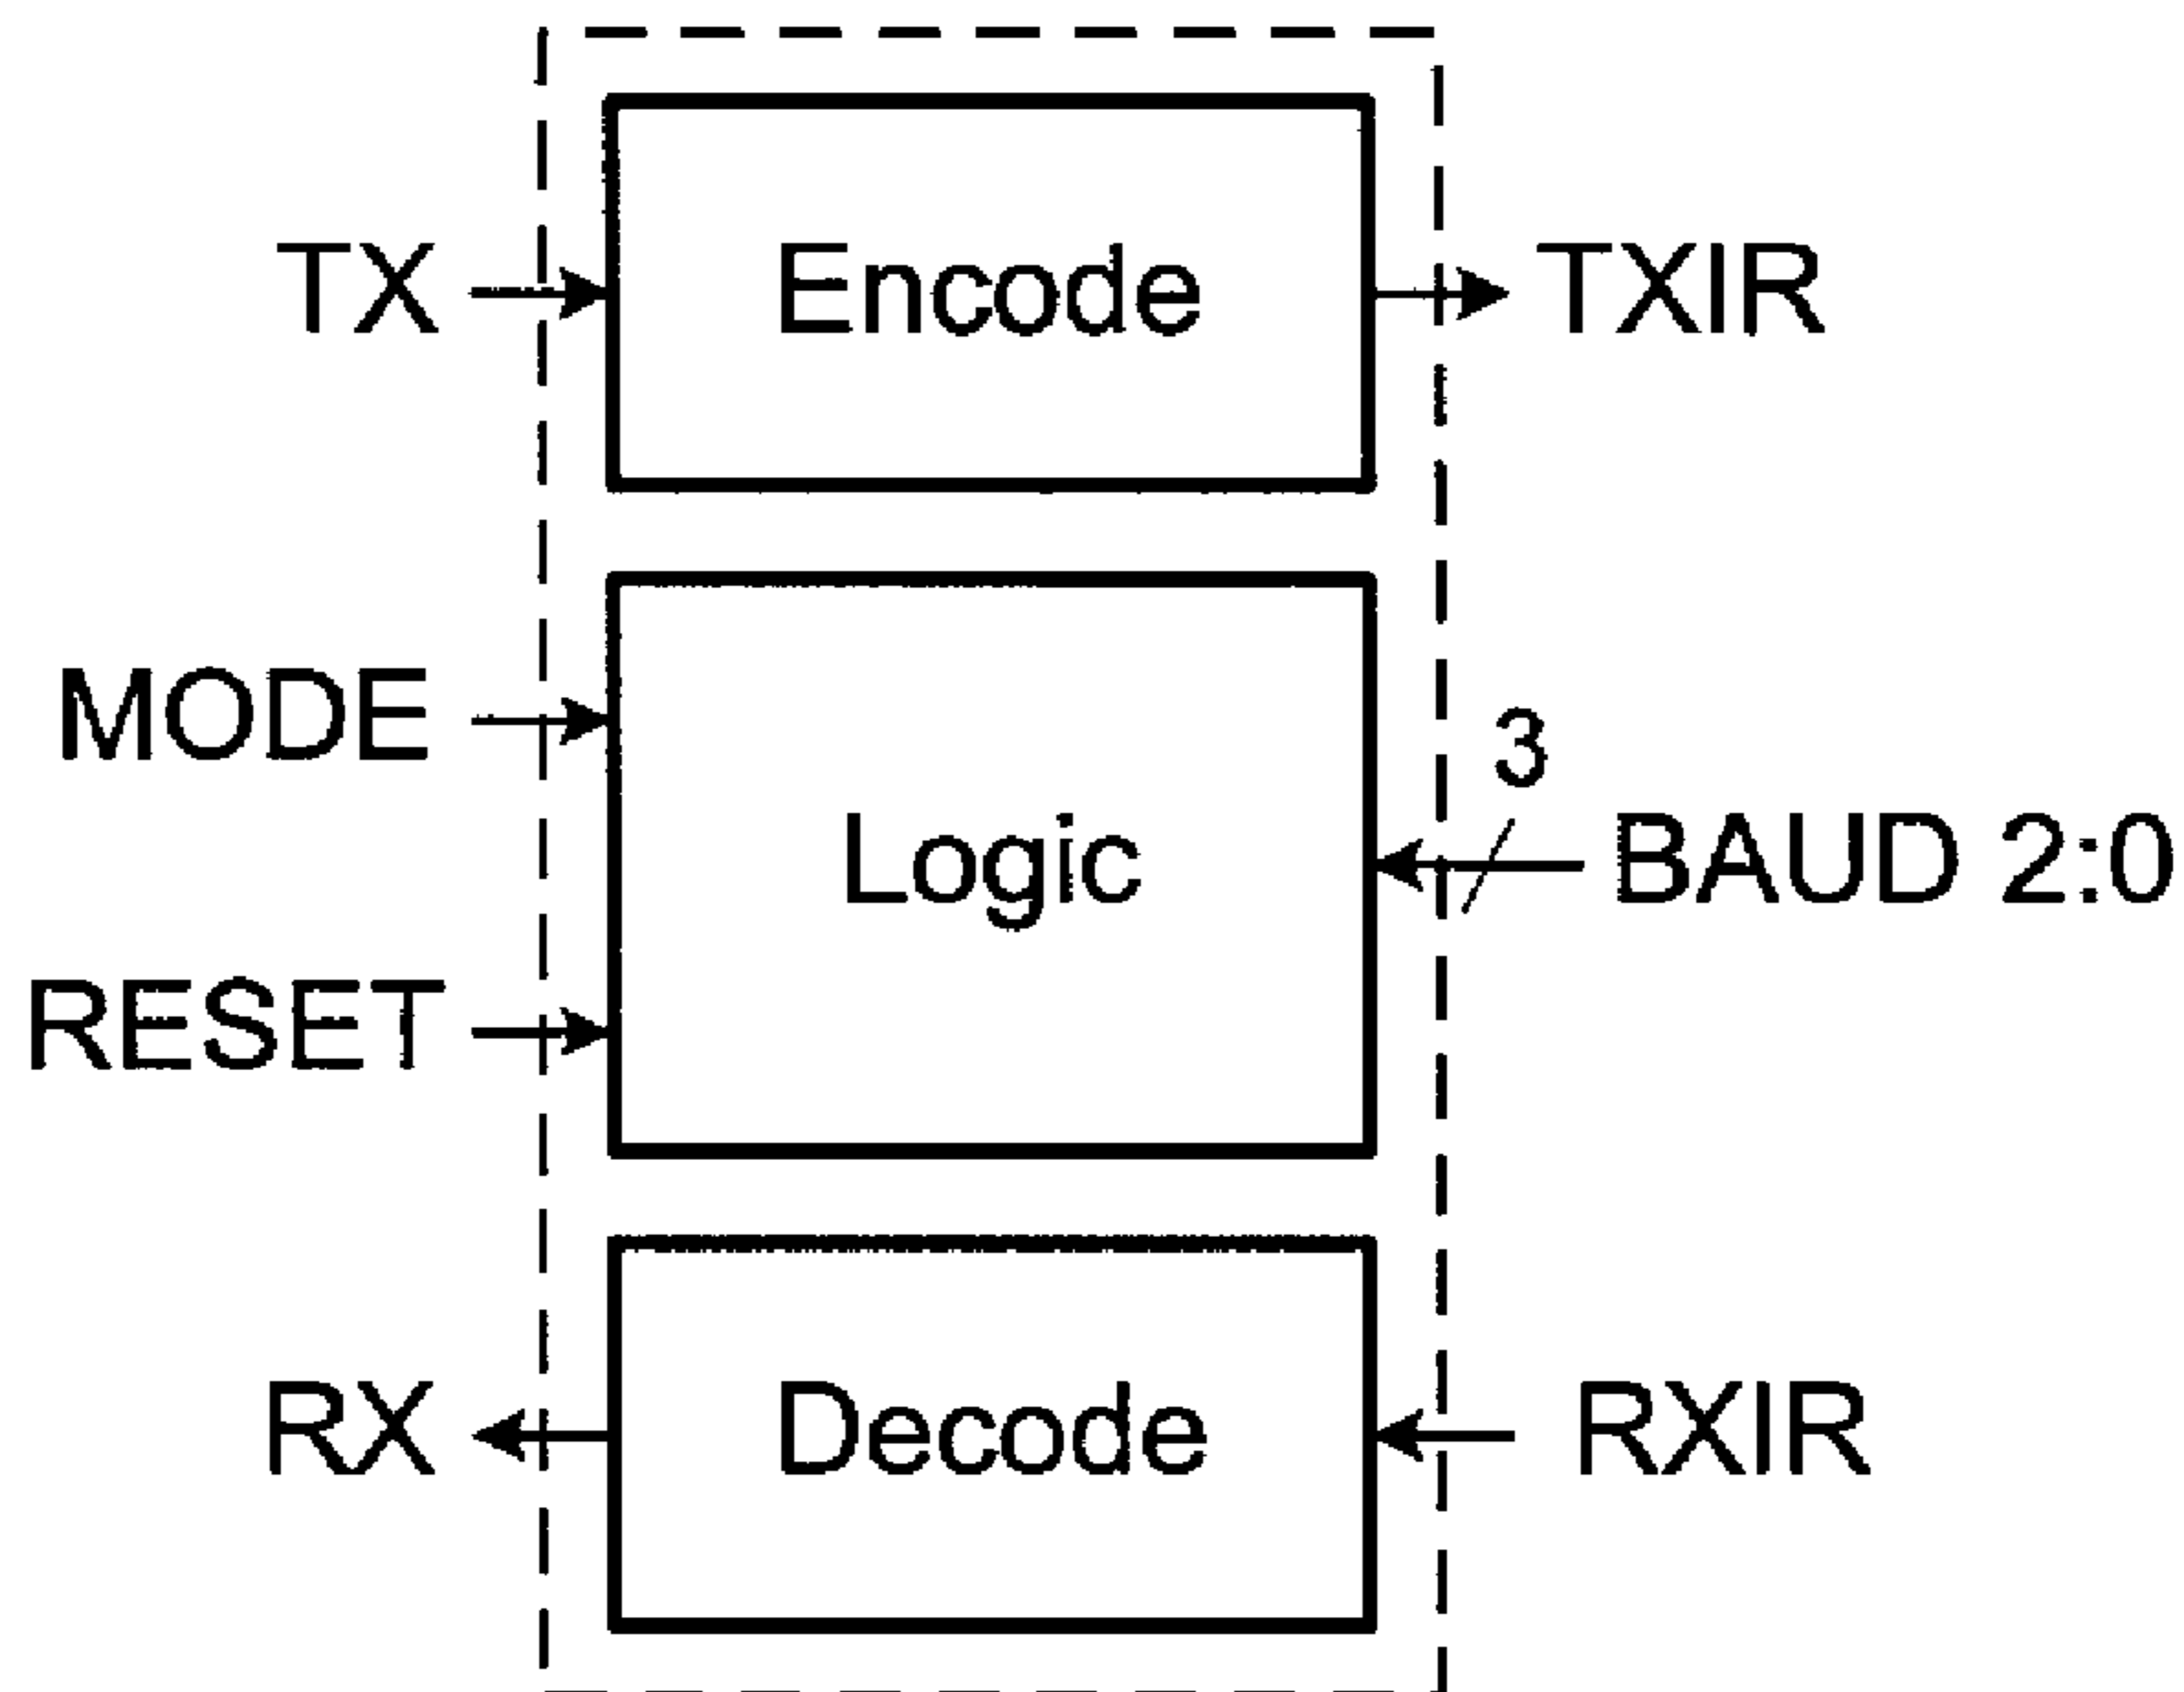 TX Encode TXIR
MODE
3
Logic BAUD 2:0
RESET
RX Decode RXIR